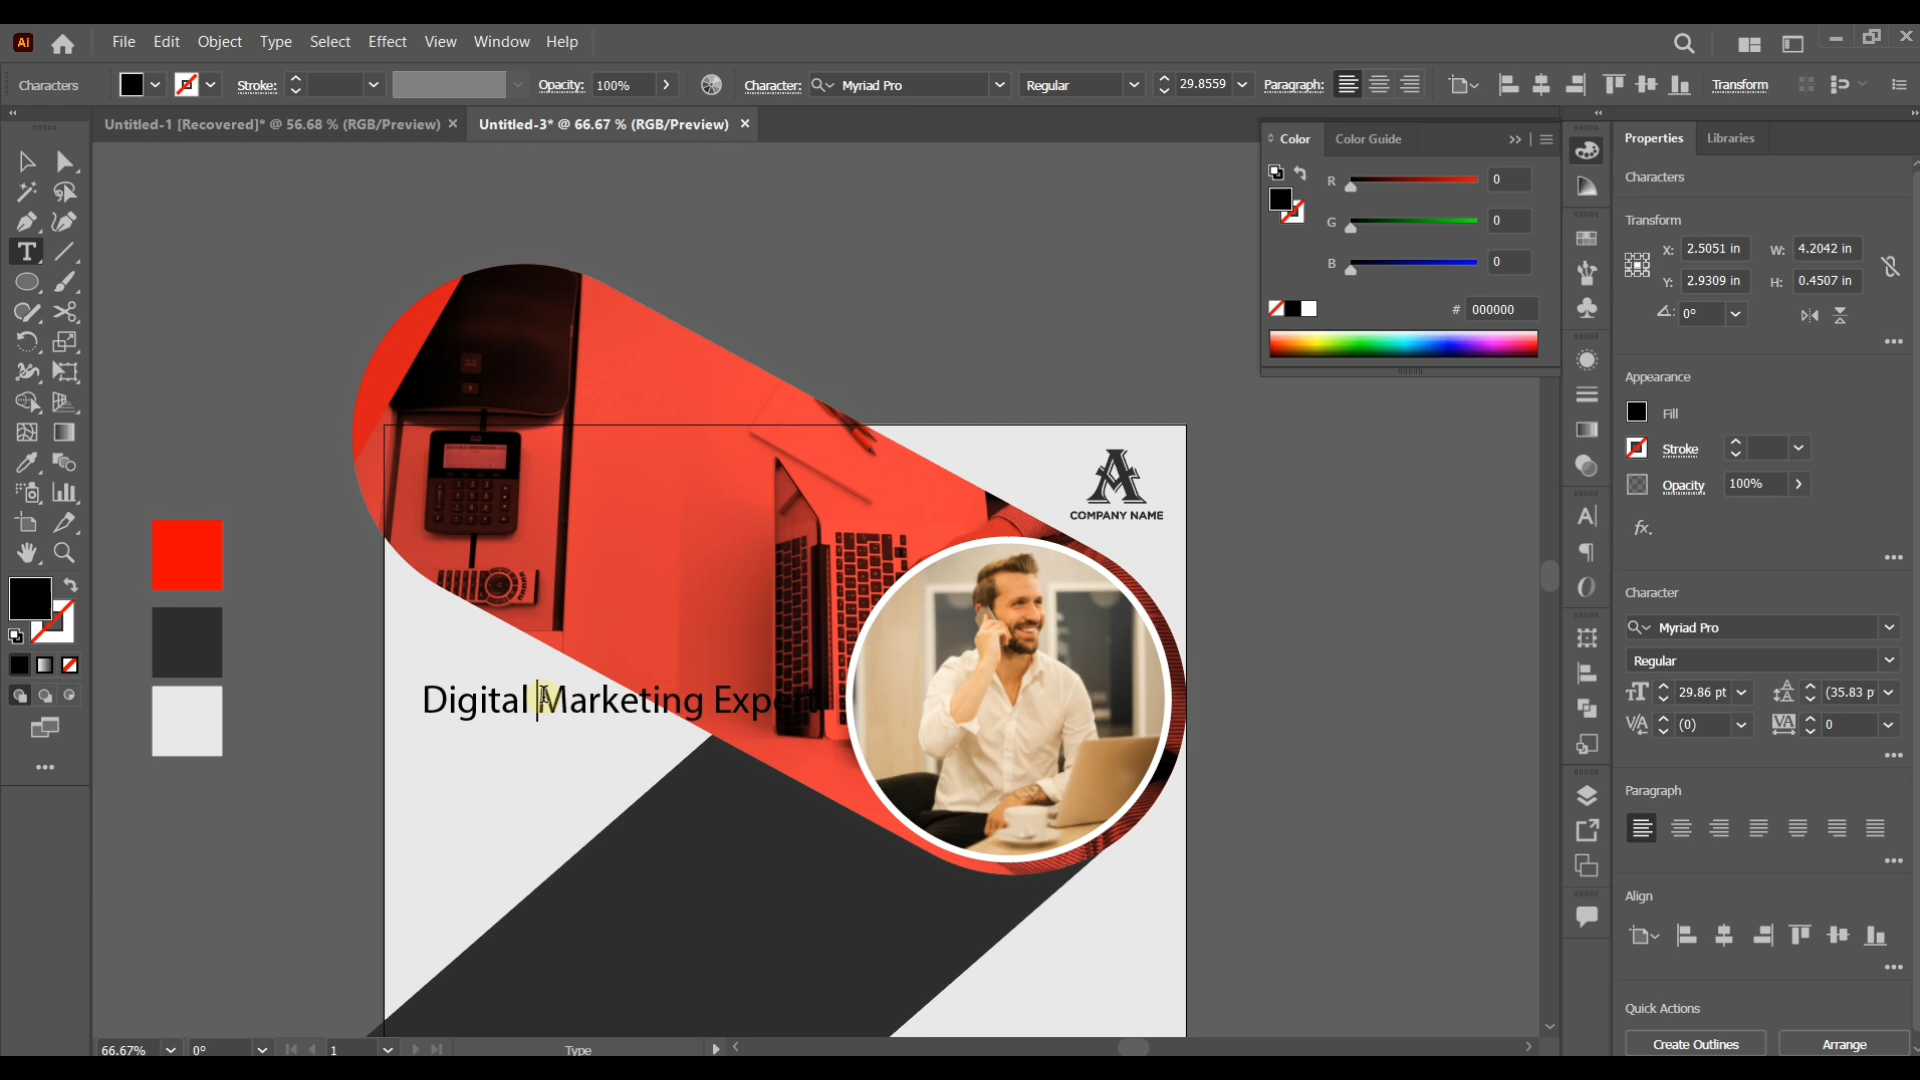 Ai
File Edit Object Type Select Effect View Window Help
Characters Stroke: Opacity: 100% Character: Myriad Pro Regular 29.8559 Paragraph: Transform
Untitled-1 [Recovered]* @ 56.68 % (RGB/Preview) × Untitled-3* @ 66.67 % (RGB/Preview) ×
Color Color Guide
R 0
G 0
B 0
# 000000
Properties Libraries
Characters
Transform
X: 2.5051 in W: 4.2042 in
Y: 2.9309 in H: 0.4507 in
0°
Appearance
Fill
Stroke
Opacity 100%
fx.
Character
Myriad Pro
Regular
29.86 pt (35.83 p
(0) 0
Paragraph
Align
Quick Actions
Create Outlines Arrange
A
COMPANY NAME
Digital Marketing Expert
66.67% 0° 1 Type